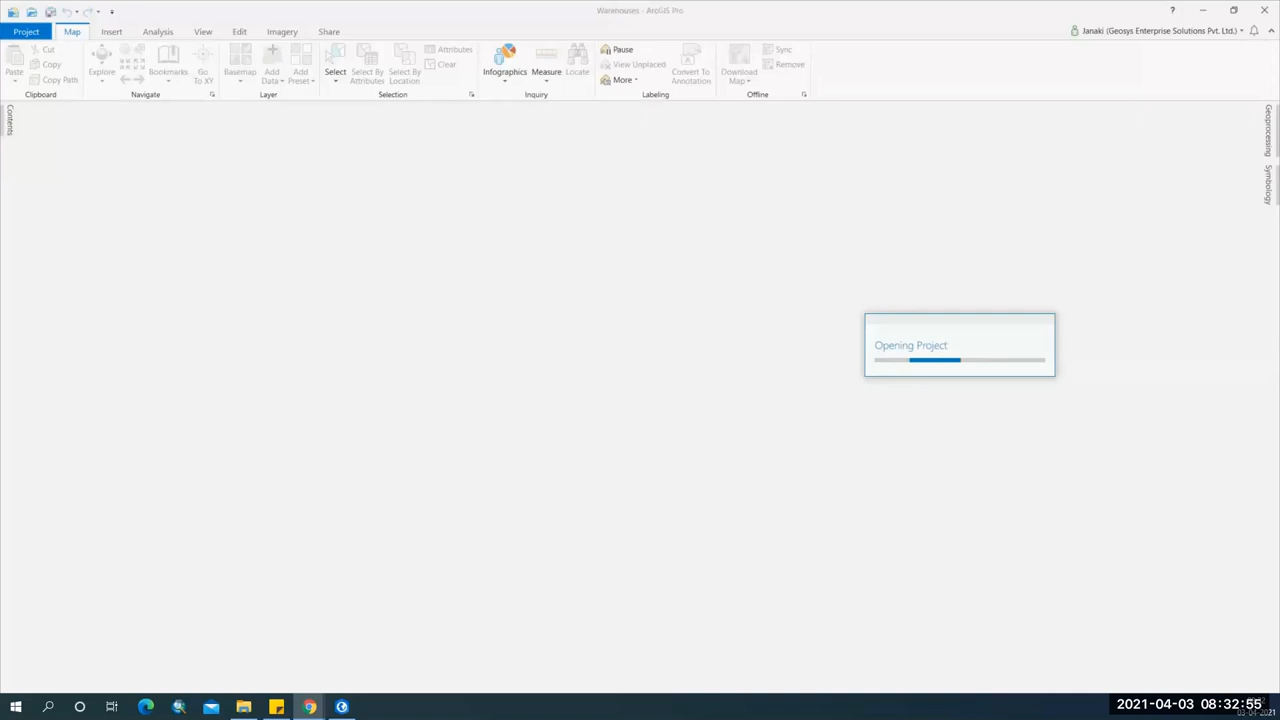 Warehouses - ArcGIS Pro
?
Project Map Insert Analysis View Edit Imagery Share
Janaki (Geosys Enterprise Solutions Pvt. Ltd.)
Paste Cut Copy Copy Path
Explore Bookmarks Go To XY
Basemap Add Data Add Preset
Select Select By Attributes Select By Location Attributes Clear
Infographics Measure Locate
Pause View Unplaced More Convert To Annotation
Download Map Sync Remove
Clipboard Navigate Layer Selection Inquiry Labeling Offline
Contents
Geoprocessing
Symbology
Opening Project
2021-04-03 08:32:55
03-04-2021